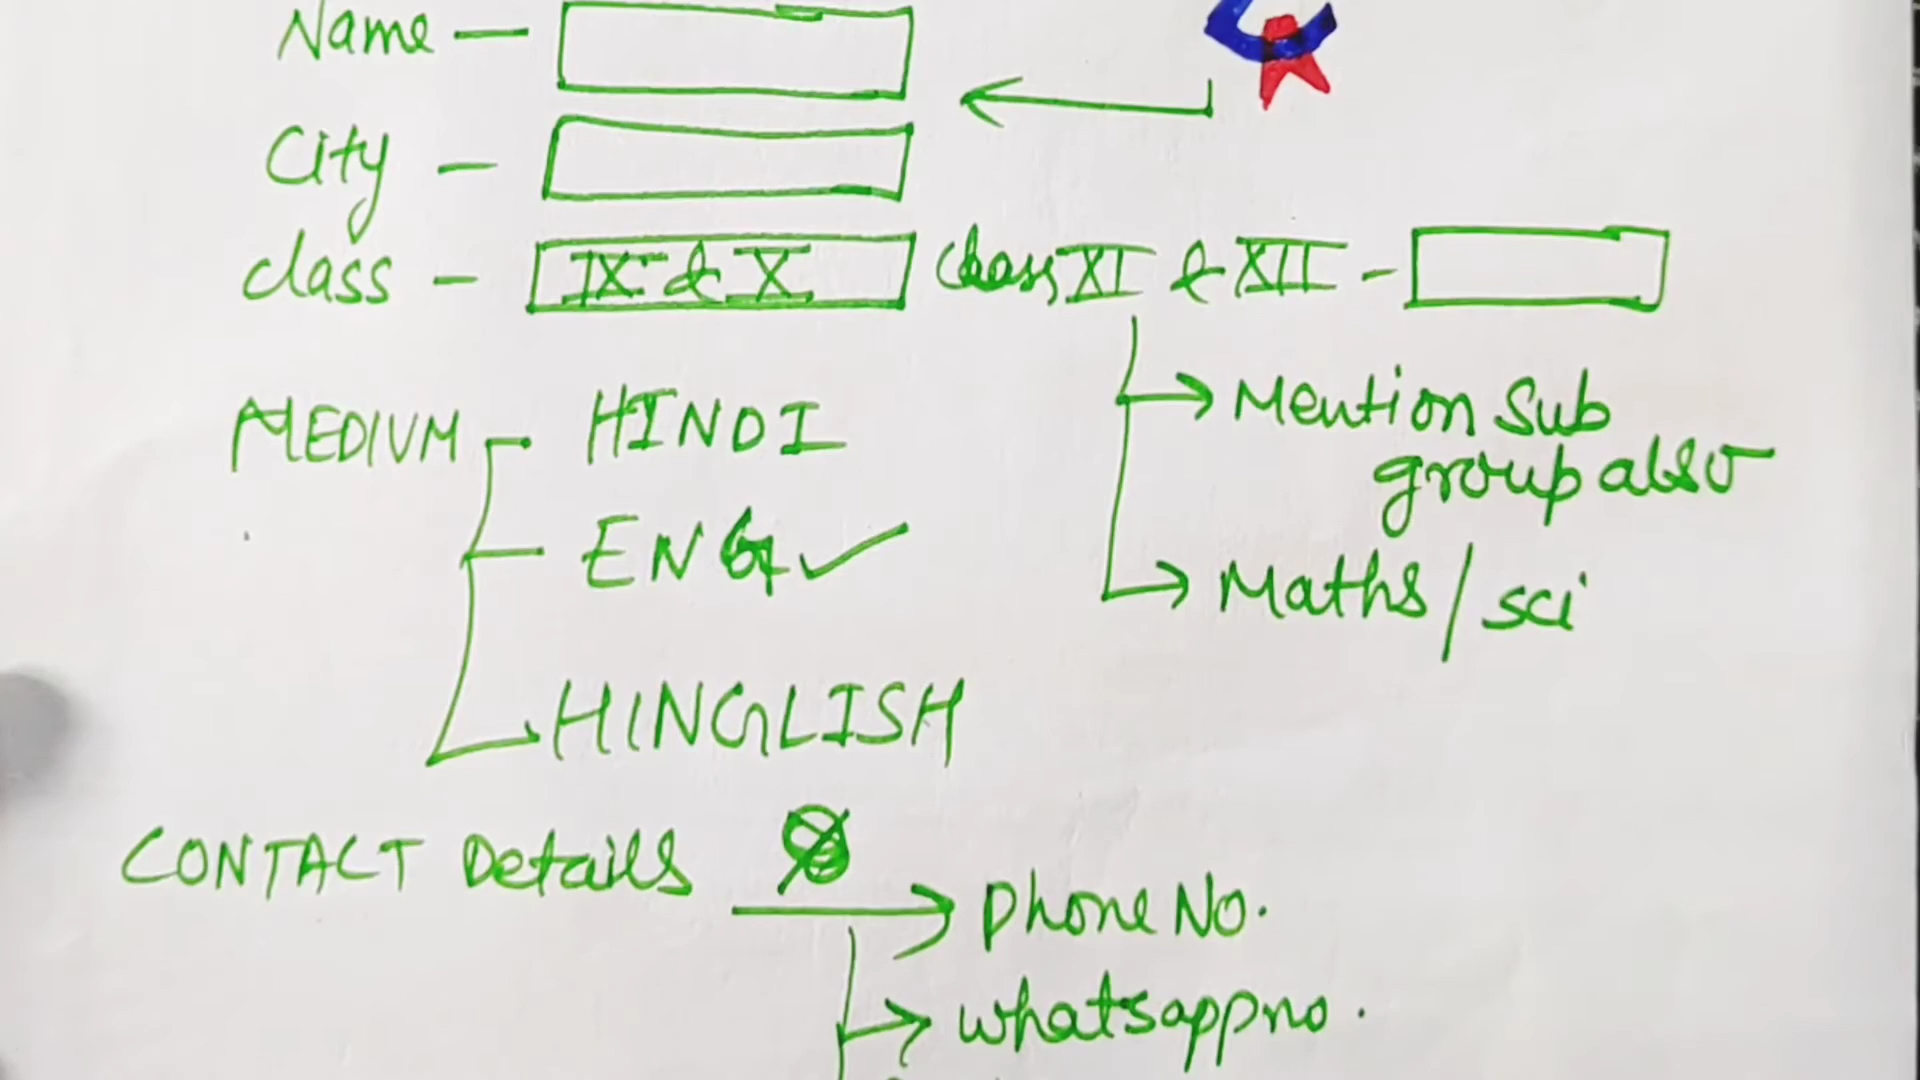 Name —
City —
class - IX & X class XI & XII -
Mention Sub
group also
MEDIUM - HINDI
ENG ✓
Maths / sci
HINGLISH
CONTACT Details
Phone No.
whatsapp no.